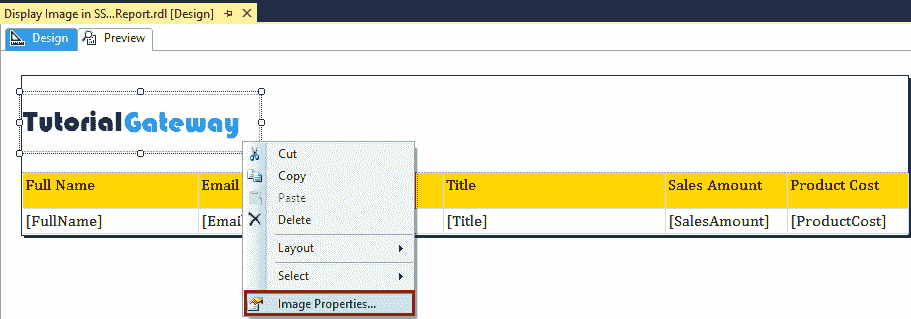 Display Image in SS...Report.rdl [Design]
Design Preview
TutorialGateway
Cut
Copy
Paste
Delete
Layout
Select
Image Properties...
Full Name Email Title Sales Amount Product Cost
[FullName] [Email [Title] [SalesAmount] [ProductCost]